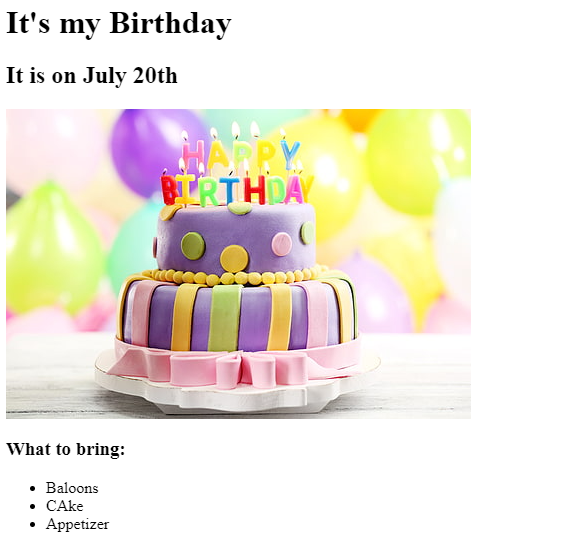 It's my Birthday
It is on July 20th
HAPPY
BIRTHDAY
What to bring:
Baloons
CAke
Appetizer